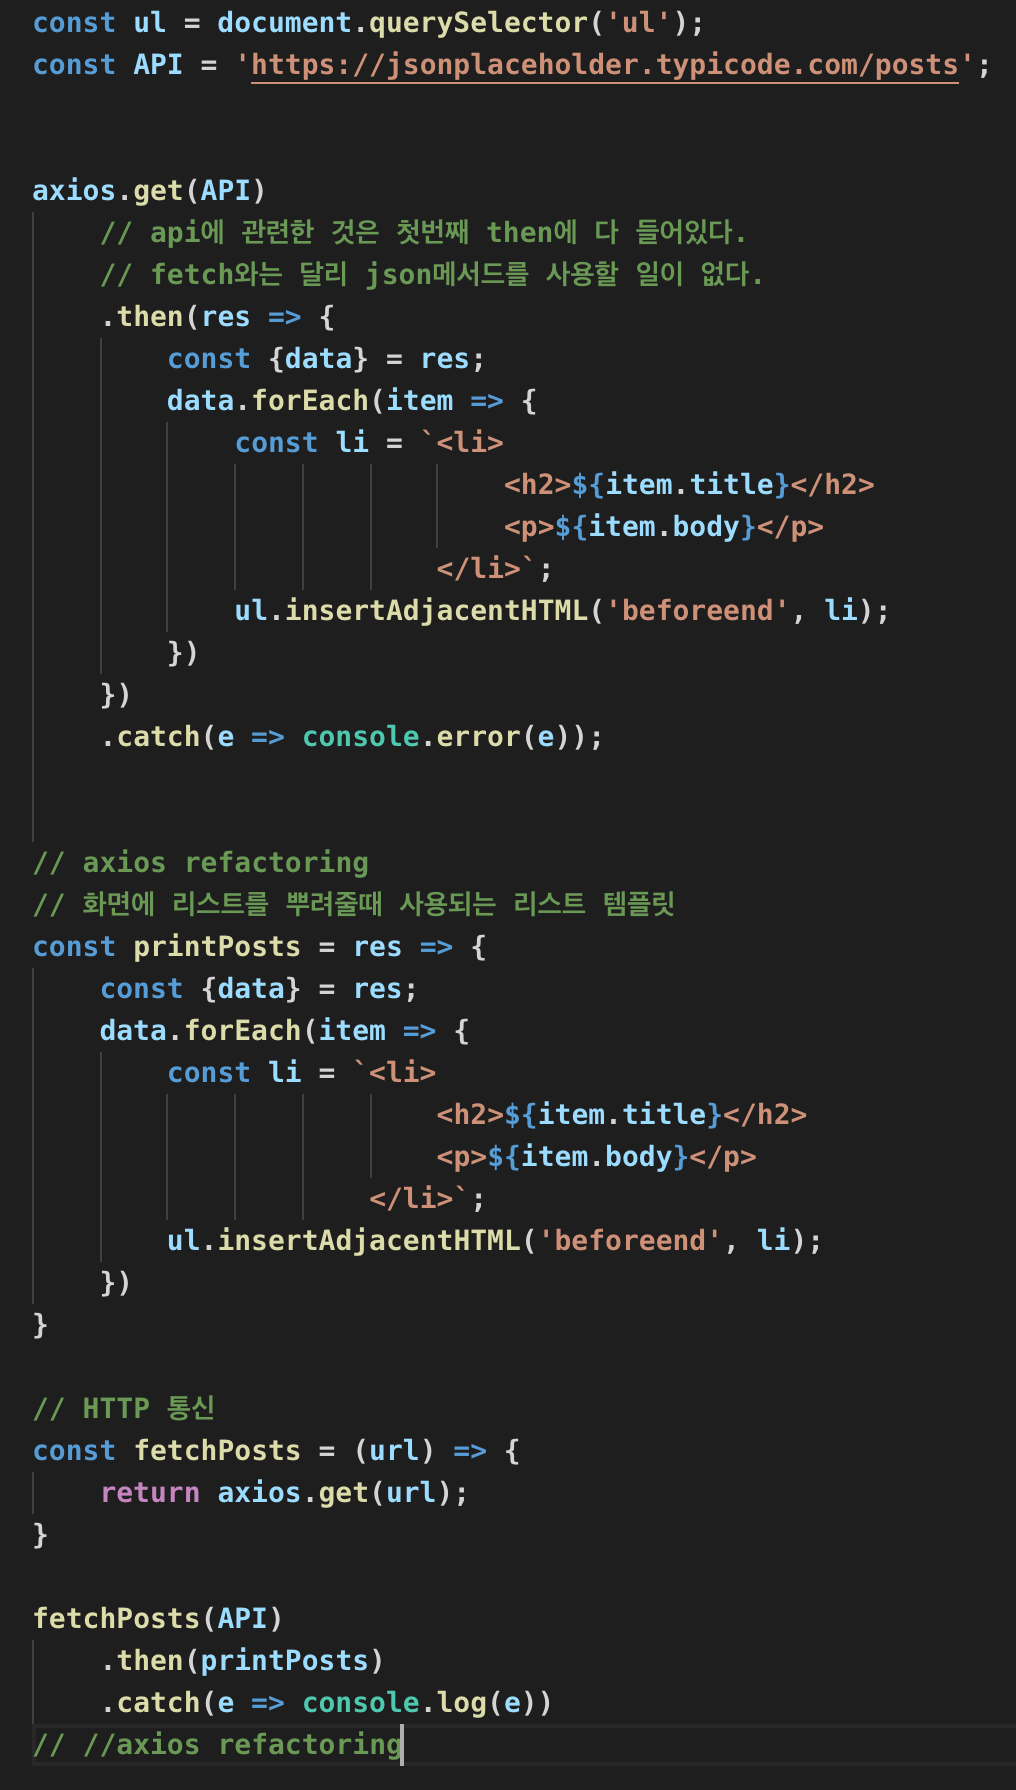 const ul = document.querySelector('ul');
const API = 'https://jsonplaceholder.typicode.com/posts';
axios.get(API)
// api에 관련한 것은 첫번째 then에 다 들어있다.
// fetch와는 달리 json메서드를 사용할 일이 없다.
.then(res => {
const {data} = res;
data.forEach(item => {
const li = `<li>
<h2>${item.title}</h2>
<p>${item.body}</p>
</li>`;
ul.insertAdjacentHTML('beforeend', li);
})
})
.catch(e => console.error(e));
// axios refactoring
// 화면에 리스트를 뿌려줄때 사용되는 리스트 템플릿
const printPosts = res => {
const {data} = res;
data.forEach(item => {
const li = `<li>
<h2>${item.title}</h2>
<p>${item.body}</p>
</li>`;
ul.insertAdjacentHTML('beforeend', li);
})
}
// HTTP 통신
const fetchPosts = (url) => {
return axios.get(url);
}
fetchPosts(API)
.then(printPosts)
.catch(e => console.log(e))
// //axios refactoring